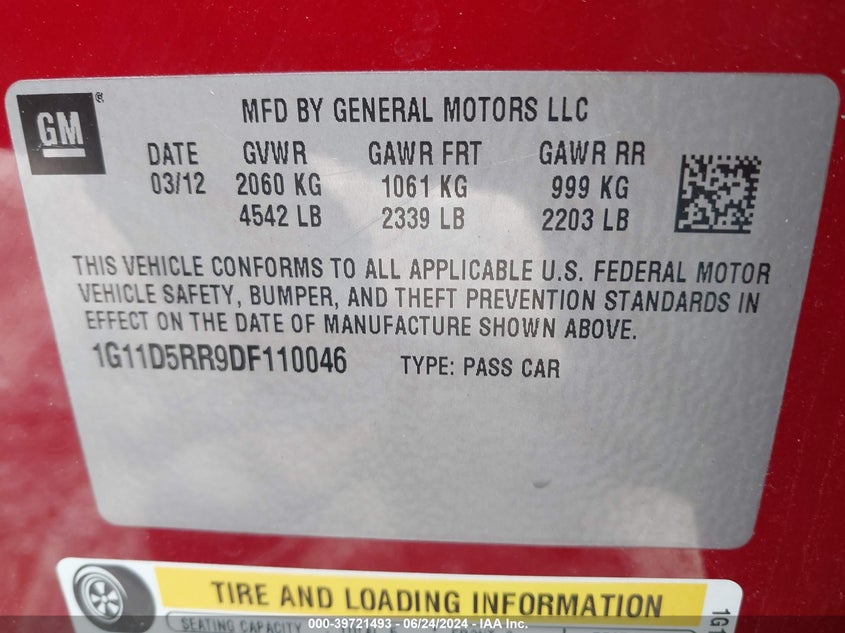 GM ®
MFD BY GENERAL MOTORS LLC
DATE GVWR GAWR FRT GAWR RR
03/12 2060 KG 1061 KG 999 KG
4542 LB 2339 LB 2203 LB
THIS VEHICLE CONFORMS TO ALL APPLICABLE U.S. FEDERAL MOTOR
VEHICLE SAFETY, BUMPER, AND THEFT PREVENTION STANDARDS IN
EFFECT ON THE DATE OF MANUFACTURE SHOWN ABOVE.
1G11D5RR9DF110046 TYPE: PASS CAR
TIRE AND LOADING INFORMATION
SEATING CAPACITY
1G1
000-39721493 - 06/24/2024 - IAA Inc.